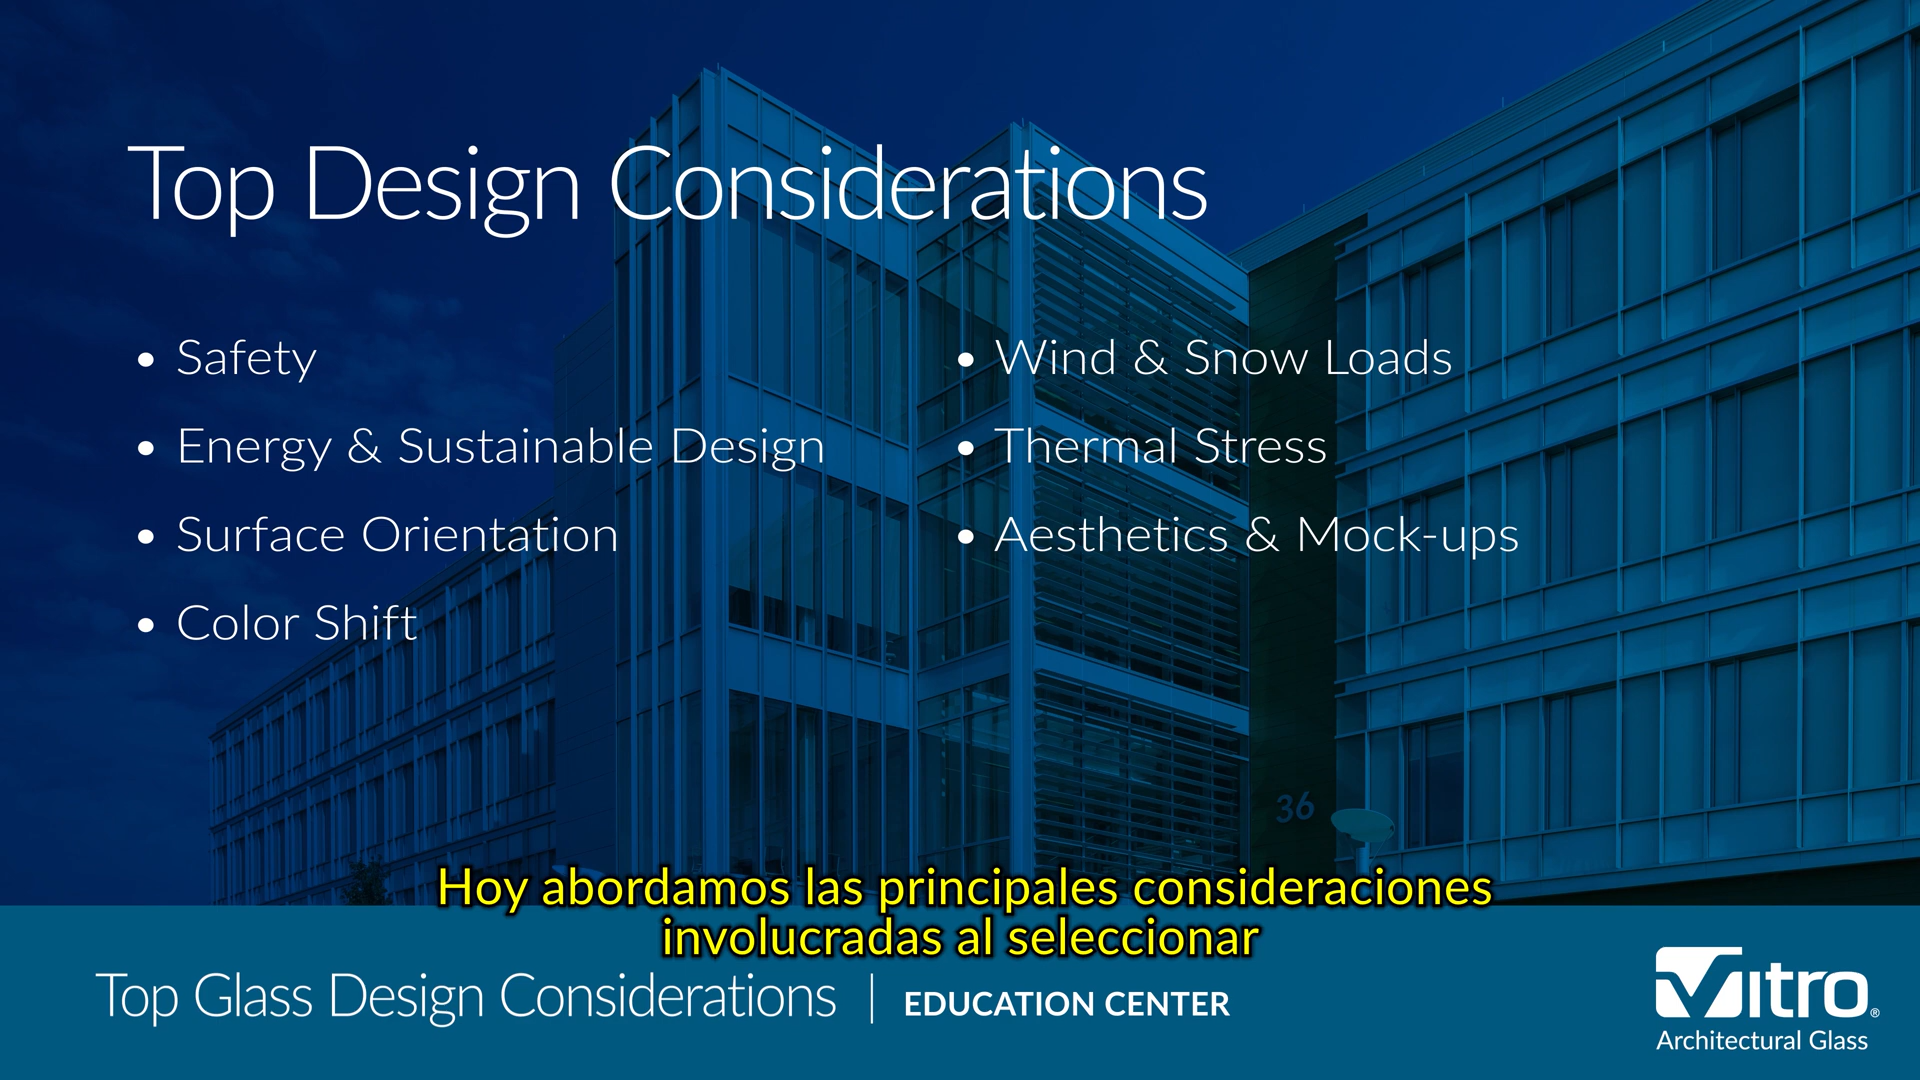 Top Design Considerations
• Safety
• Energy & Sustainable Design
• Surface Orientation
• Color Shift
• Wind & Snow Loads
• Thermal Stress
• Aesthetics & Mock-ups
36
Hoy abordamos las principales consideraciones
involucradas al seleccionar
Top Glass Design Considerations | EDUCATION CENTER
Vitro®
Architectural Glass